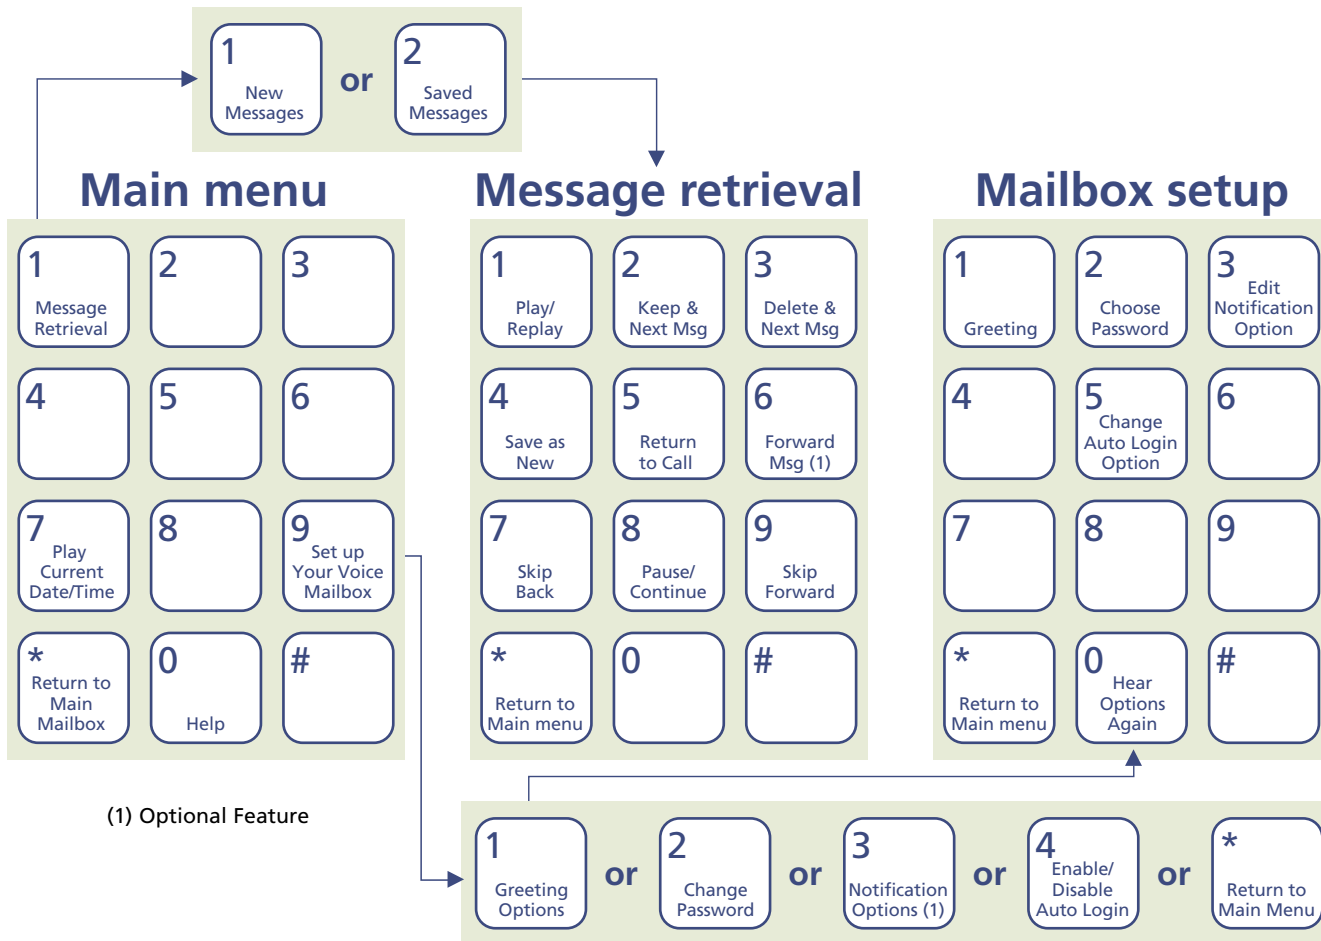 1
New
Messages
or
2
Saved
Messages
Main menu
1
Message
Retrieval
2
3
4
5
6
7
Play
Current
Date/Time
8
9
Set up
Your Voice
Mailbox
*
Return to
Main
Mailbox
0
Help
#
Message retrieval
1
Play/
Replay
2
Keep &
Next Msg
3
Delete &
Next Msg
4
Save as
New
5
Return
to Call
6
Forward
Msg (1)
7
Skip
Back
8
Pause/
Continue
9
Skip
Forward
*
Return to
Main menu
0
#
Mailbox setup
1
Greeting
2
Choose
Password
3
Edit
Notification
Option
4
5
Change
Auto Login
Option
6
7
8
9
*
Return to
Main menu
0
Hear
Options
Again
#
(1) Optional Feature
1
Greeting
Options
or
2
Change
Password
or
3
Notification
Options (1)
or
4
Enable/
Disable
Auto Login
or
*
Return to
Main Menu